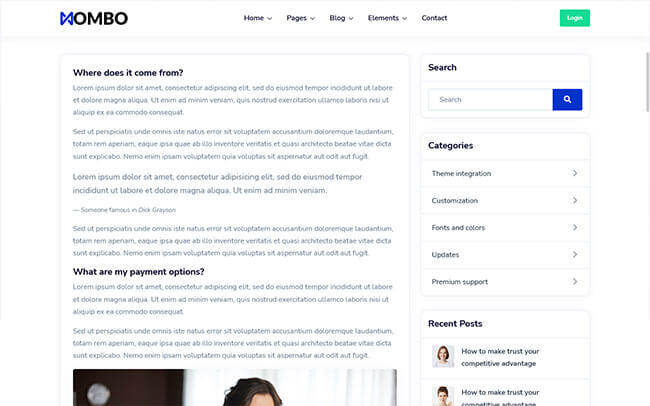 MOMBO
Home Pages Blog Elements Contact
Login
Where does it come from?
Lorem ipsum dolor sit amet, consectetur adipiscing elit, sed do eiusmod tempor incididunt ut labore
et dolore magna aliqua. Ut enim ad minim veniam, quis nostrud exercitation ullamco laboris nisi ut
aliquip ex ea commodo consequat.
Sed ut perspiciatis unde omnis iste natus error sit voluptatem accusantium doloremque laudantium,
totam rem aperiam, eaque ipsa quae ab illo inventore veritatis et quasi architecto beatae vitae dicta
sunt explicabo. Nemo enim ipsam voluptatem quia voluptas sit aspernatur aut odit aut fugit.
Lorem ipsum dolor sit amet, consectetur adipiscing elit, sed do eiusmod tempor
incididunt ut labore et dolore magna aliqua. Ut enim ad minim veniam.
— Someone famous in Dick Grayson
Sed ut perspiciatis unde omnis iste natus error sit voluptatem accusantium doloremque laudantium,
totam rem aperiam, eaque ipsa quae ab illo inventore veritatis et quasi architecto beatae vitae dicta
sunt explicabo. Nemo enim ipsam voluptatem quia voluptas sit aspernatur aut odit aut fugit.
What are my payment options?
Lorem ipsum dolor sit amet, consectetur adipiscing elit, sed do eiusmod tempor incididunt ut labore
et dolore magna aliqua. Ut enim ad minim veniam, quis nostrud exercitation ullamco laboris nisi ut
aliquip ex ea commodo consequat.
Sed ut perspiciatis unde omnis iste natus error sit voluptatem accusantium doloremque laudantium,
totam rem aperiam, eaque ipsa quae ab illo inventore veritatis et quasi architecto beatae vitae dicta
sunt explicabo. Nemo enim ipsam voluptatem quia voluptas sit aspernatur aut odit aut fugit.
Search
Search
Categories
Theme integration
Customization
Fonts and colors
Updates
Premium support
Recent Posts
How to make trust your
competitive advantage
How to make trust your
competitive advantage